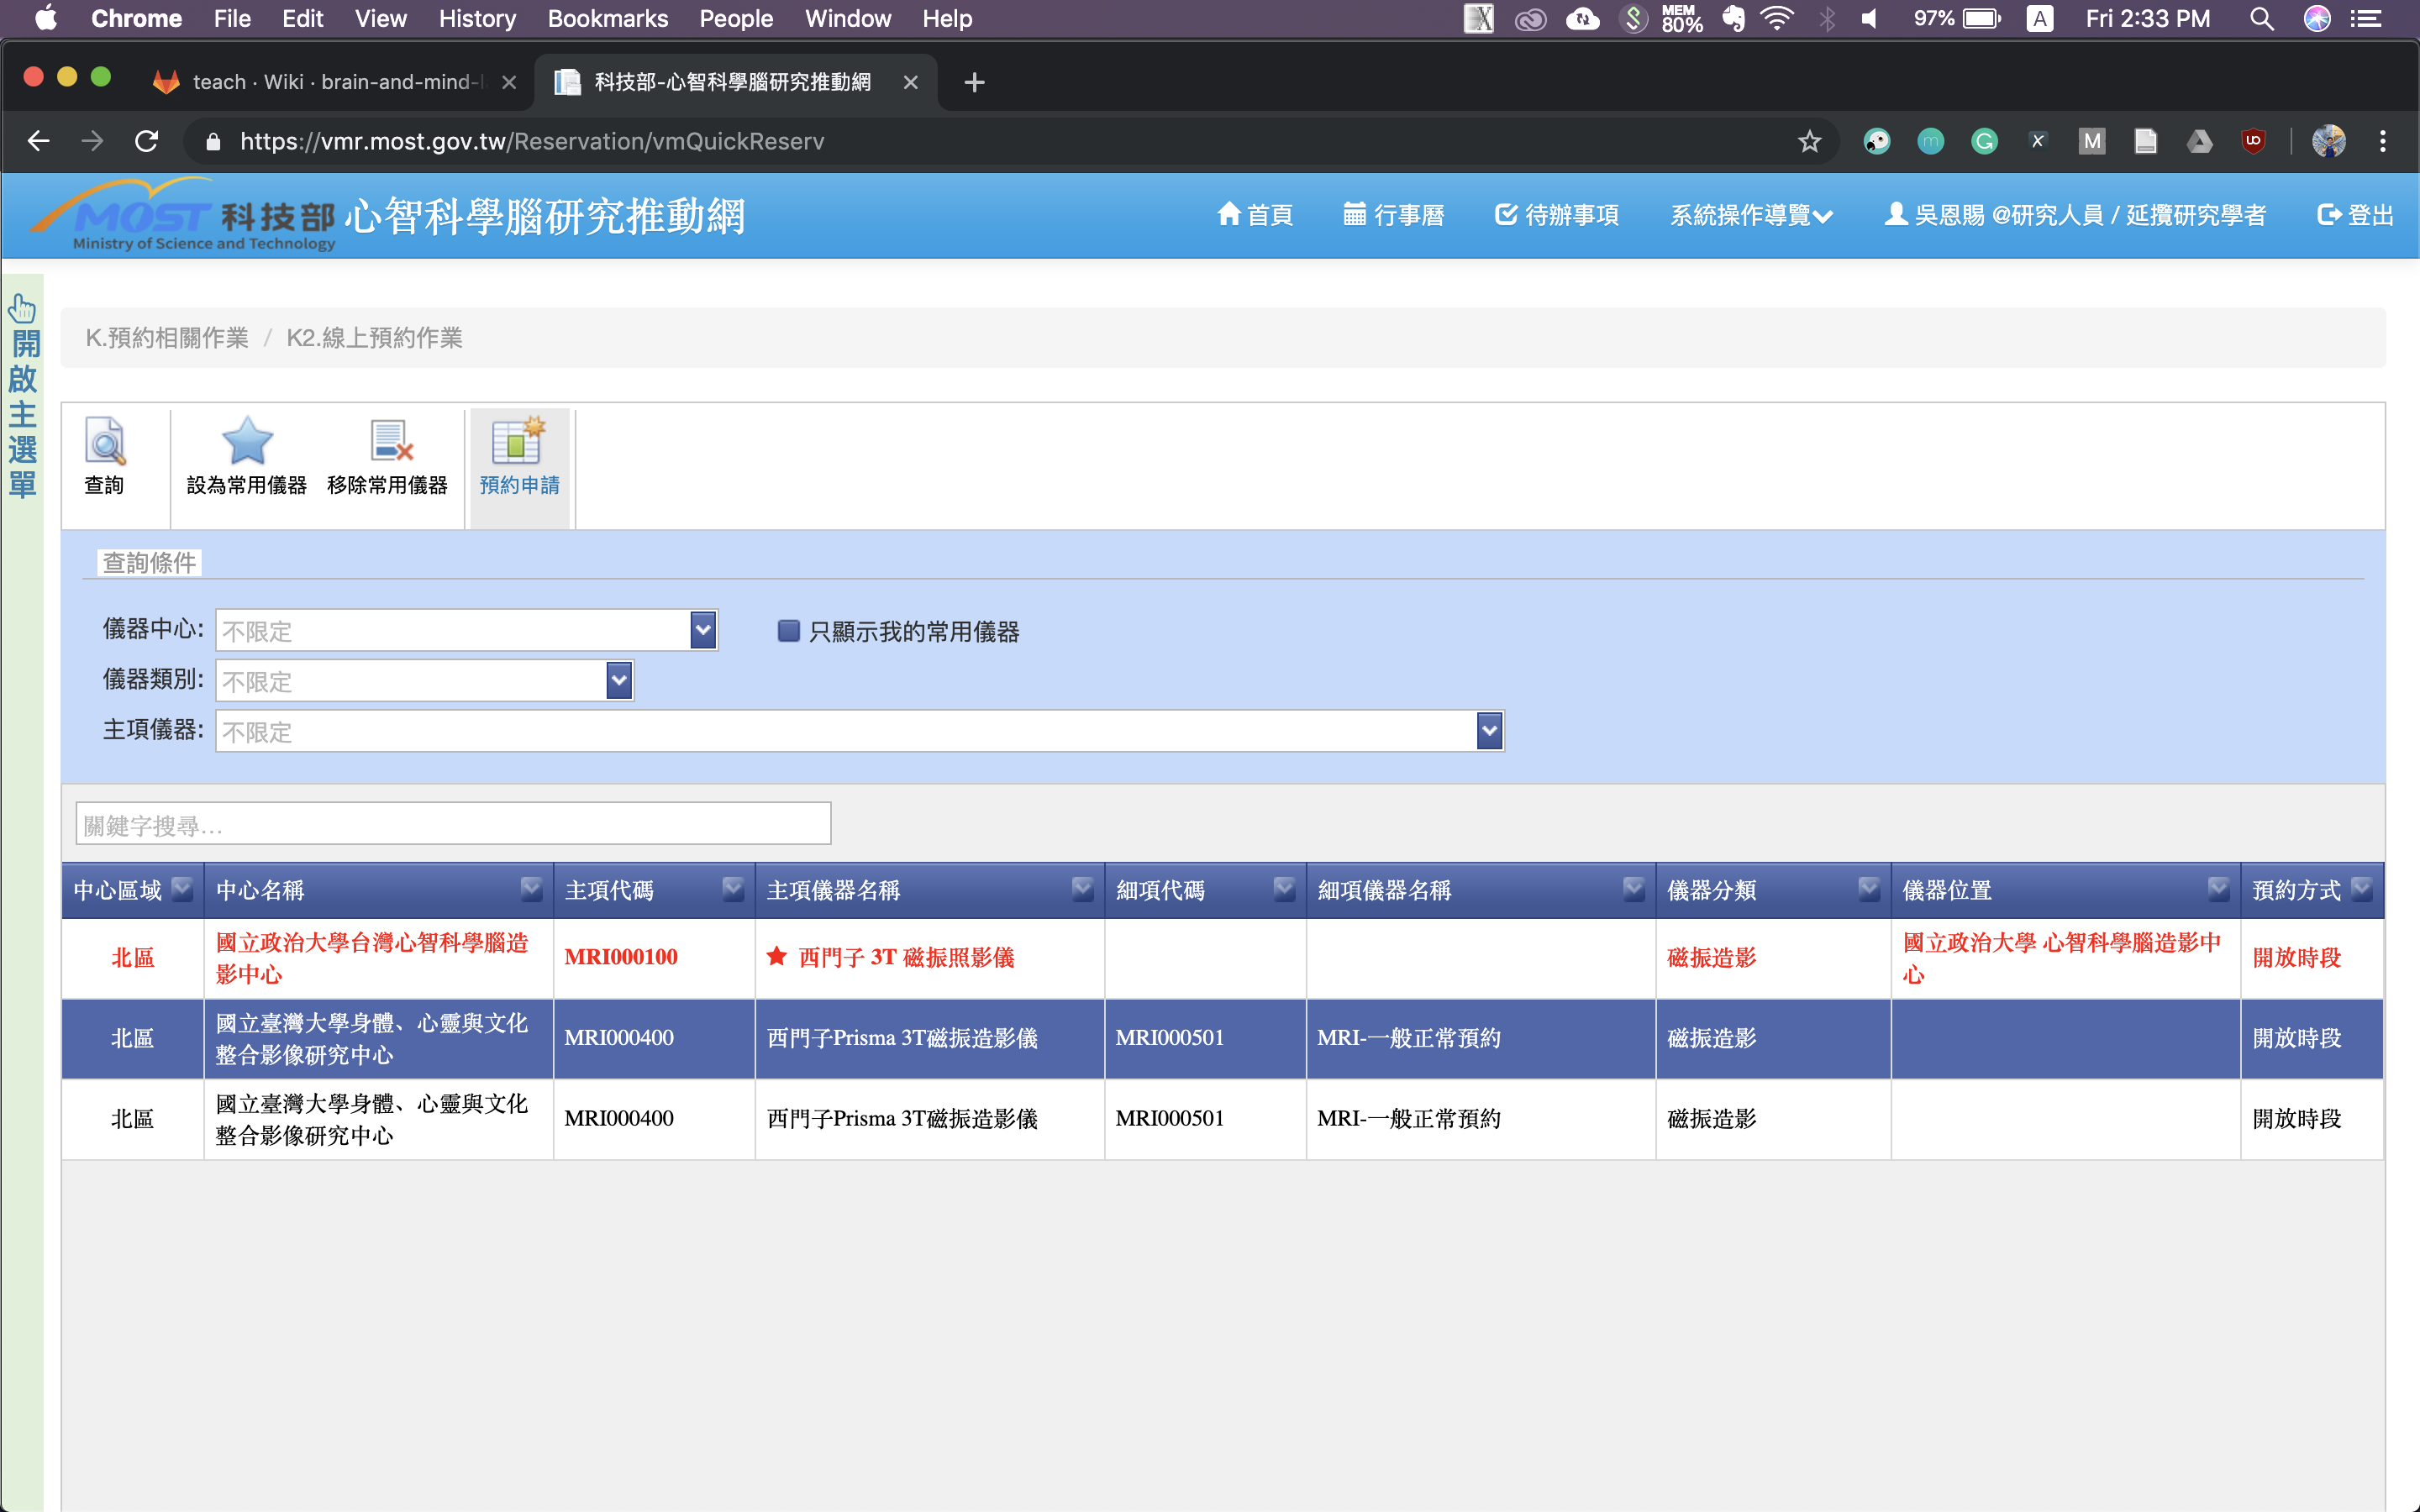 Chrome File Edit View History Bookmarks People Window Help MEM 80% 97% A Fri 2:33 PM
teach · Wiki · brain-and-mind-l
科技部-心智科學腦研究推動網
https://vmr.most.gov.tw/Reservation/vmQuickReserv
MOST 科技部 心智科學腦研究推動網
Ministry of Science and Technology
首頁 行事曆 待辦事項 系統操作導覽 吳恩賜 @研究人員 / 延攬研究學者 登出
開啟主選單
K.預約相關作業 / K2.線上預約作業
查詢 設為常用儀器 移除常用儀器 預約申請
查詢條件
儀器中心: 不限定 只顯示我的常用儀器
儀器類別: 不限定
主項儀器: 不限定
關鍵字搜尋…
中心區域 中心名稱 主項代碼 主項儀器名稱 細項代碼 細項儀器名稱 儀器分類 儀器位置 預約方式
北區 國立政治大學台灣心智科學腦造影中心 MRI000100 ★ 西門子 3T 磁振照影儀 磁振造影 國立政治大學 心智科學腦造影中心 開放時段
北區 國立臺灣大學身體、心靈與文化整合影像研究中心 MRI000400 西門子Prisma 3T磁振造影儀 MRI000501 MRI-一般正常預約 磁振造影 開放時段
北區 國立臺灣大學身體、心靈與文化整合影像研究中心 MRI000400 西門子Prisma 3T磁振造影儀 MRI000501 MRI-一般正常預約 磁振造影 開放時段